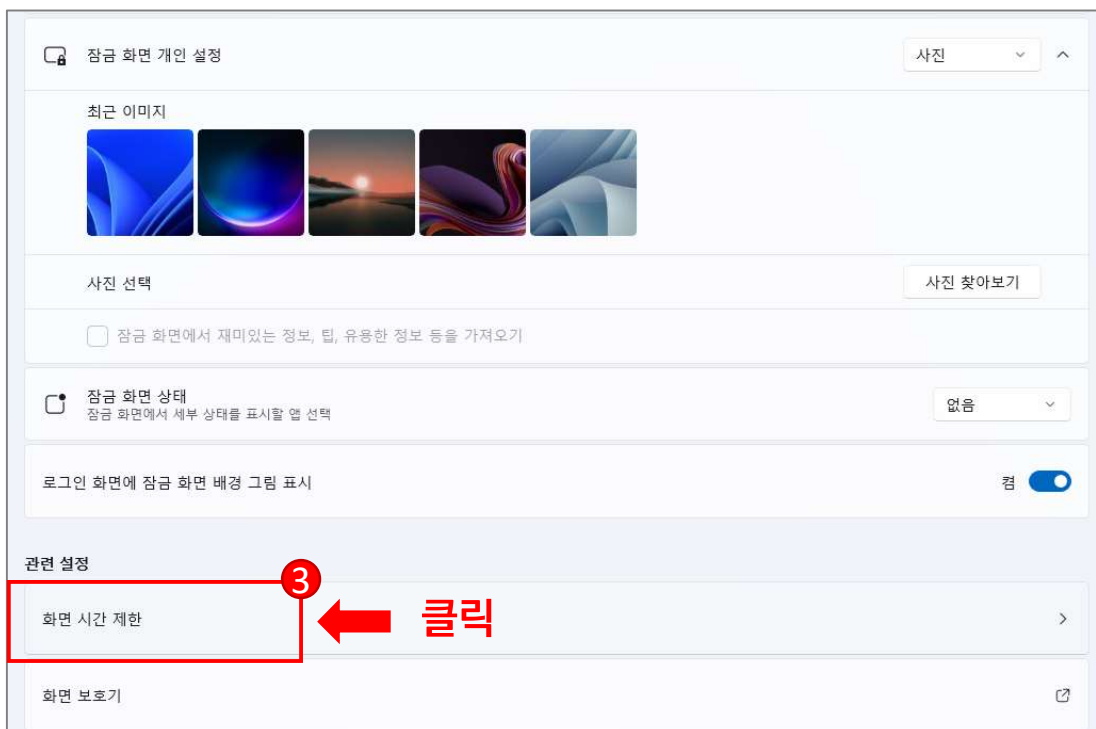 잠금 화면 개인 설정
사진
최근 이미지
사진 선택
사진 찾아보기
잠금 화면에서 재미있는 정보, 팁, 유용한 정보 등을 가져오기
잠금 화면 상태
없음
잠금 화면에서 세부 상태를 표시할 앱 선택
로그인 화면에 잠금 화면 배경 그림 표시
켬
관련 설정
3
화면 시간 제한
클릭
화면 보호기